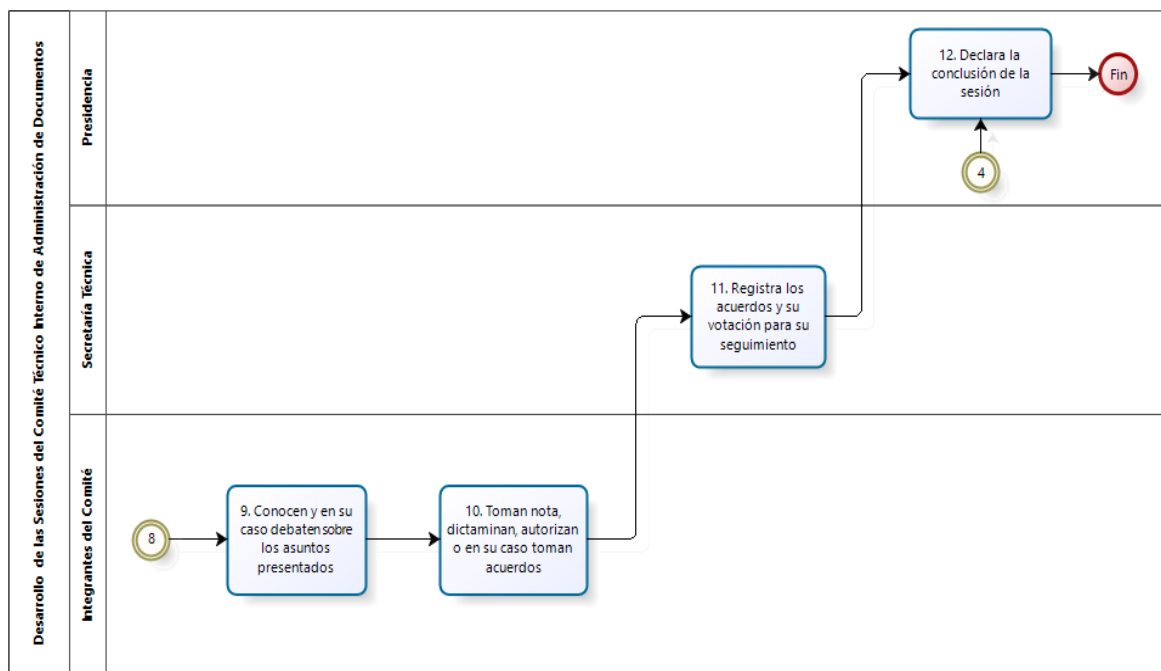 Desarrollo de las Sesiones del Comité Técnico Interno de Administración de Documentos
Presidencia
12. Declara la
conclusión de la
sesión
Fin
4
Secretaría Técnica
11. Registra los
acuerdos y su
votación para su
seguimiento
Integrantes del Comité
8
9. Conocen y en su
caso debaten sobre
los asuntos
presentados
10. Toman nota,
dictaminan, autorizan
o en su caso toman
acuerdos